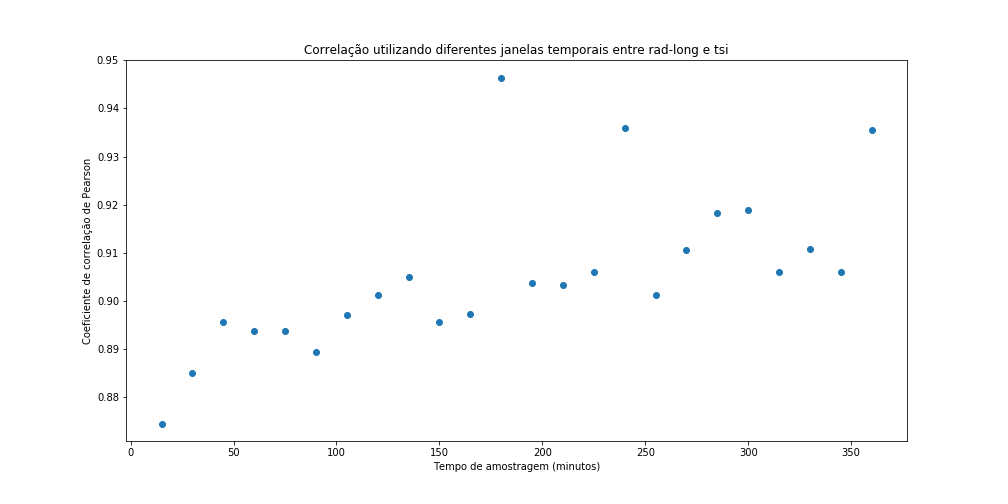 Correlação utilizando diferentes janelas temporais entre rad-long e tsi
Coeficiente de correlação de Pearson
0.95
0.94
0.93
0.92
0.91
0.90
0.89
0.88
0 50 100 150 200 250 300 350
Tempo de amostragem (minutos)